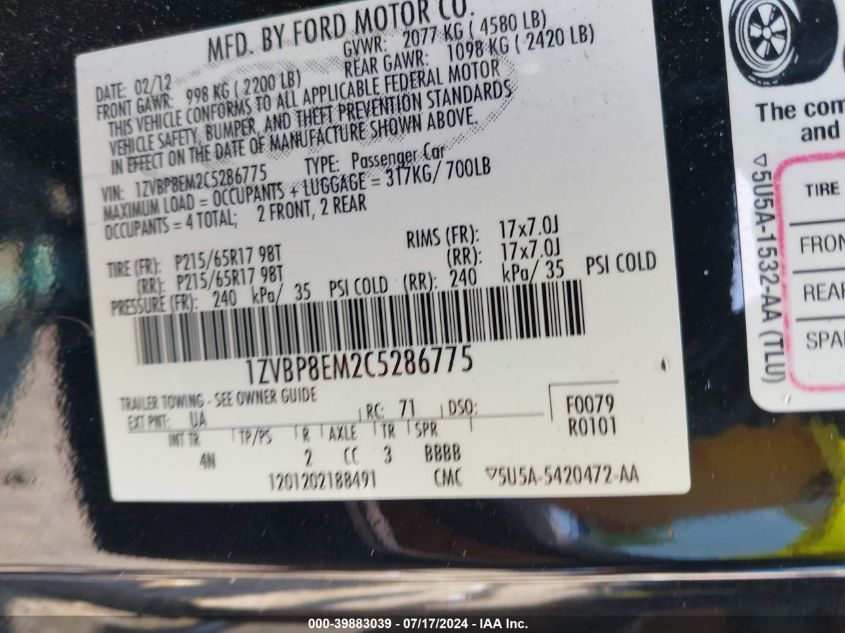 MFD. BY FORD MOTOR CO.
DATE: 02/12 GVWR: 2077 KG ( 4580 LB)
FRONT GAWR: 998 KG ( 2200 LB) REAR GAWR: 1098 KG ( 2420 LB)
THIS VEHICLE CONFORMS TO ALL APPLICABLE FEDERAL MOTOR
VEHICLE SAFETY, BUMPER, AND THEFT PREVENTION STANDARDS
IN EFFECT ON THE DATE OF MANUFACTURE SHOWN ABOVE.
VIN: 1ZVBP8EM2C5286775 TYPE: Passenger Car
MAXIMUM LOAD = OCCUPANTS + LUGGAGE = 317KG/ 700LB
OCCUPANTS = 4 TOTAL; 2 FRONT, 2 REAR
TIRE (FR): P215/65R17 98T RIMS (FR): 17x7.0J
(RR): P215/65R17 98T (RR): 17x7.0J
PRESSURE (FR): 240 kPa/ 35 PSI COLD (RR): 240 kPa/ 35 PSI COLD
1ZVBP8EM2C5286775
TRAILER TOWING - SEE OWNER GUIDE
EXT PNT: UA RC: 71 DSO: F0079
R0101
INT TR TP/PS R AXLE TR SPR
4N 2 CC 3 BBBB
1201202188491 CMC ▽5U5A-5420472-AA
The com
and
▽5U5A-1532-AA (TLU)
TIRE
FRON
REAR
SPA
000-39883039 - 07/17/2024 - IAA Inc.